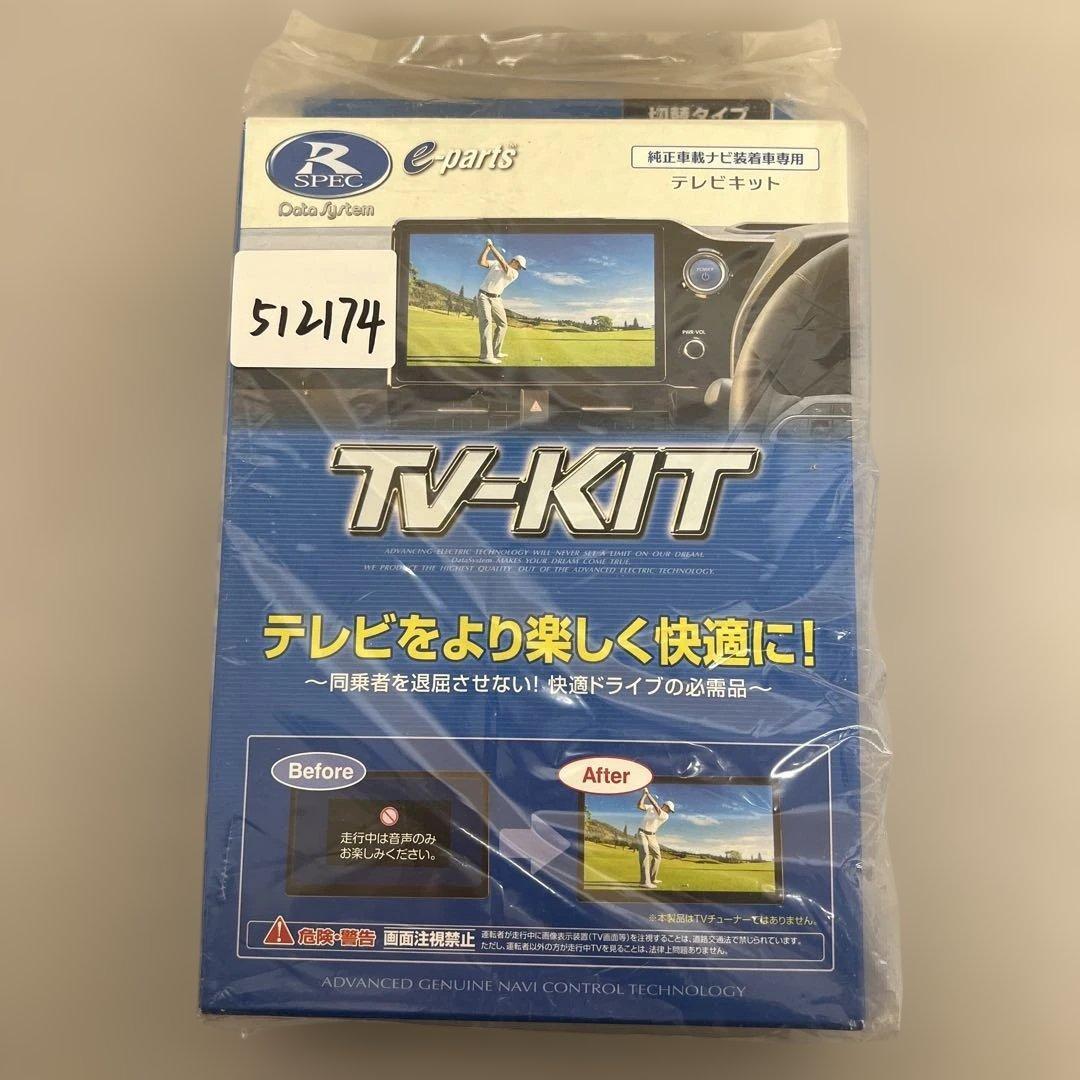 切替タイプ
R
SPEC
Data System
e-parts
純正車載ナビ装着車専用
テレビキット
512174
POWER
PWR·VOL
TV-KIT
ADVANCING ELECTRIC TECHNOLOGY WILL NEVER SET A LIMIT ON OUR DREAM.
DataSystem MAKES YOUR DREAM COME TRUE.
WE PRODUCE THE HIGHEST QUALITY OUT OF THE ADVANCED ELECTRIC TECHNOLOGY.
テレビをより楽しく快適に!
～同乗者を退屈させない! 快適ドライブの必需品～
Before
走行中は音声のみ
お楽しみください。
After
※本製品はTVチューナーではありません。
危険・警告 画面注視禁止
運転者が走行中に画像表示装置(TV画面等)を注視することは、道路交通法で禁じられています。
ただし、運転者以外の方が走行中TVを見ることは、法律上問題ありません。
ADVANCED GENUINE NAVI CONTROL TECHNOLOGY